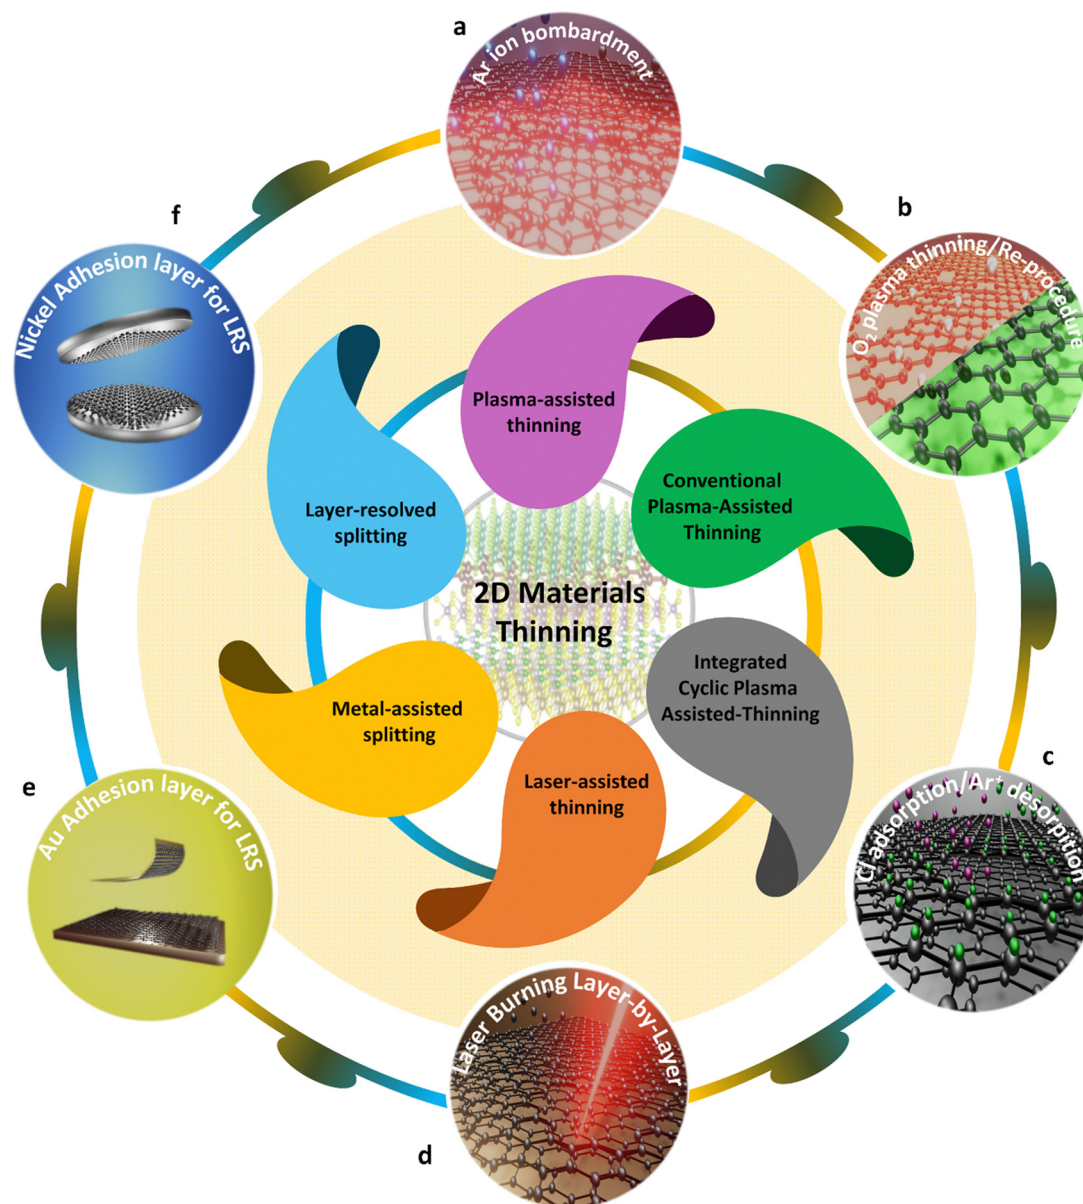 a
Ar ion bombardment
b
O₂ plasma thinning/Re-procedure
f
Nickel Adhesion layer for LRS
Plasma-assisted
thinning
Conventional
Plasma-Assisted
Thinning
Layer-resolved
splitting
2D Materials
Thinning
Integrated
Cyclic Plasma
Assisted-Thinning
Metal-assisted
splitting
Laser-assisted
thinning
c
Cl adsorption/Ar⁺ desorpition
e
Au Adhesion layer for LRS
Laser Burning Layer-by-Layer
d